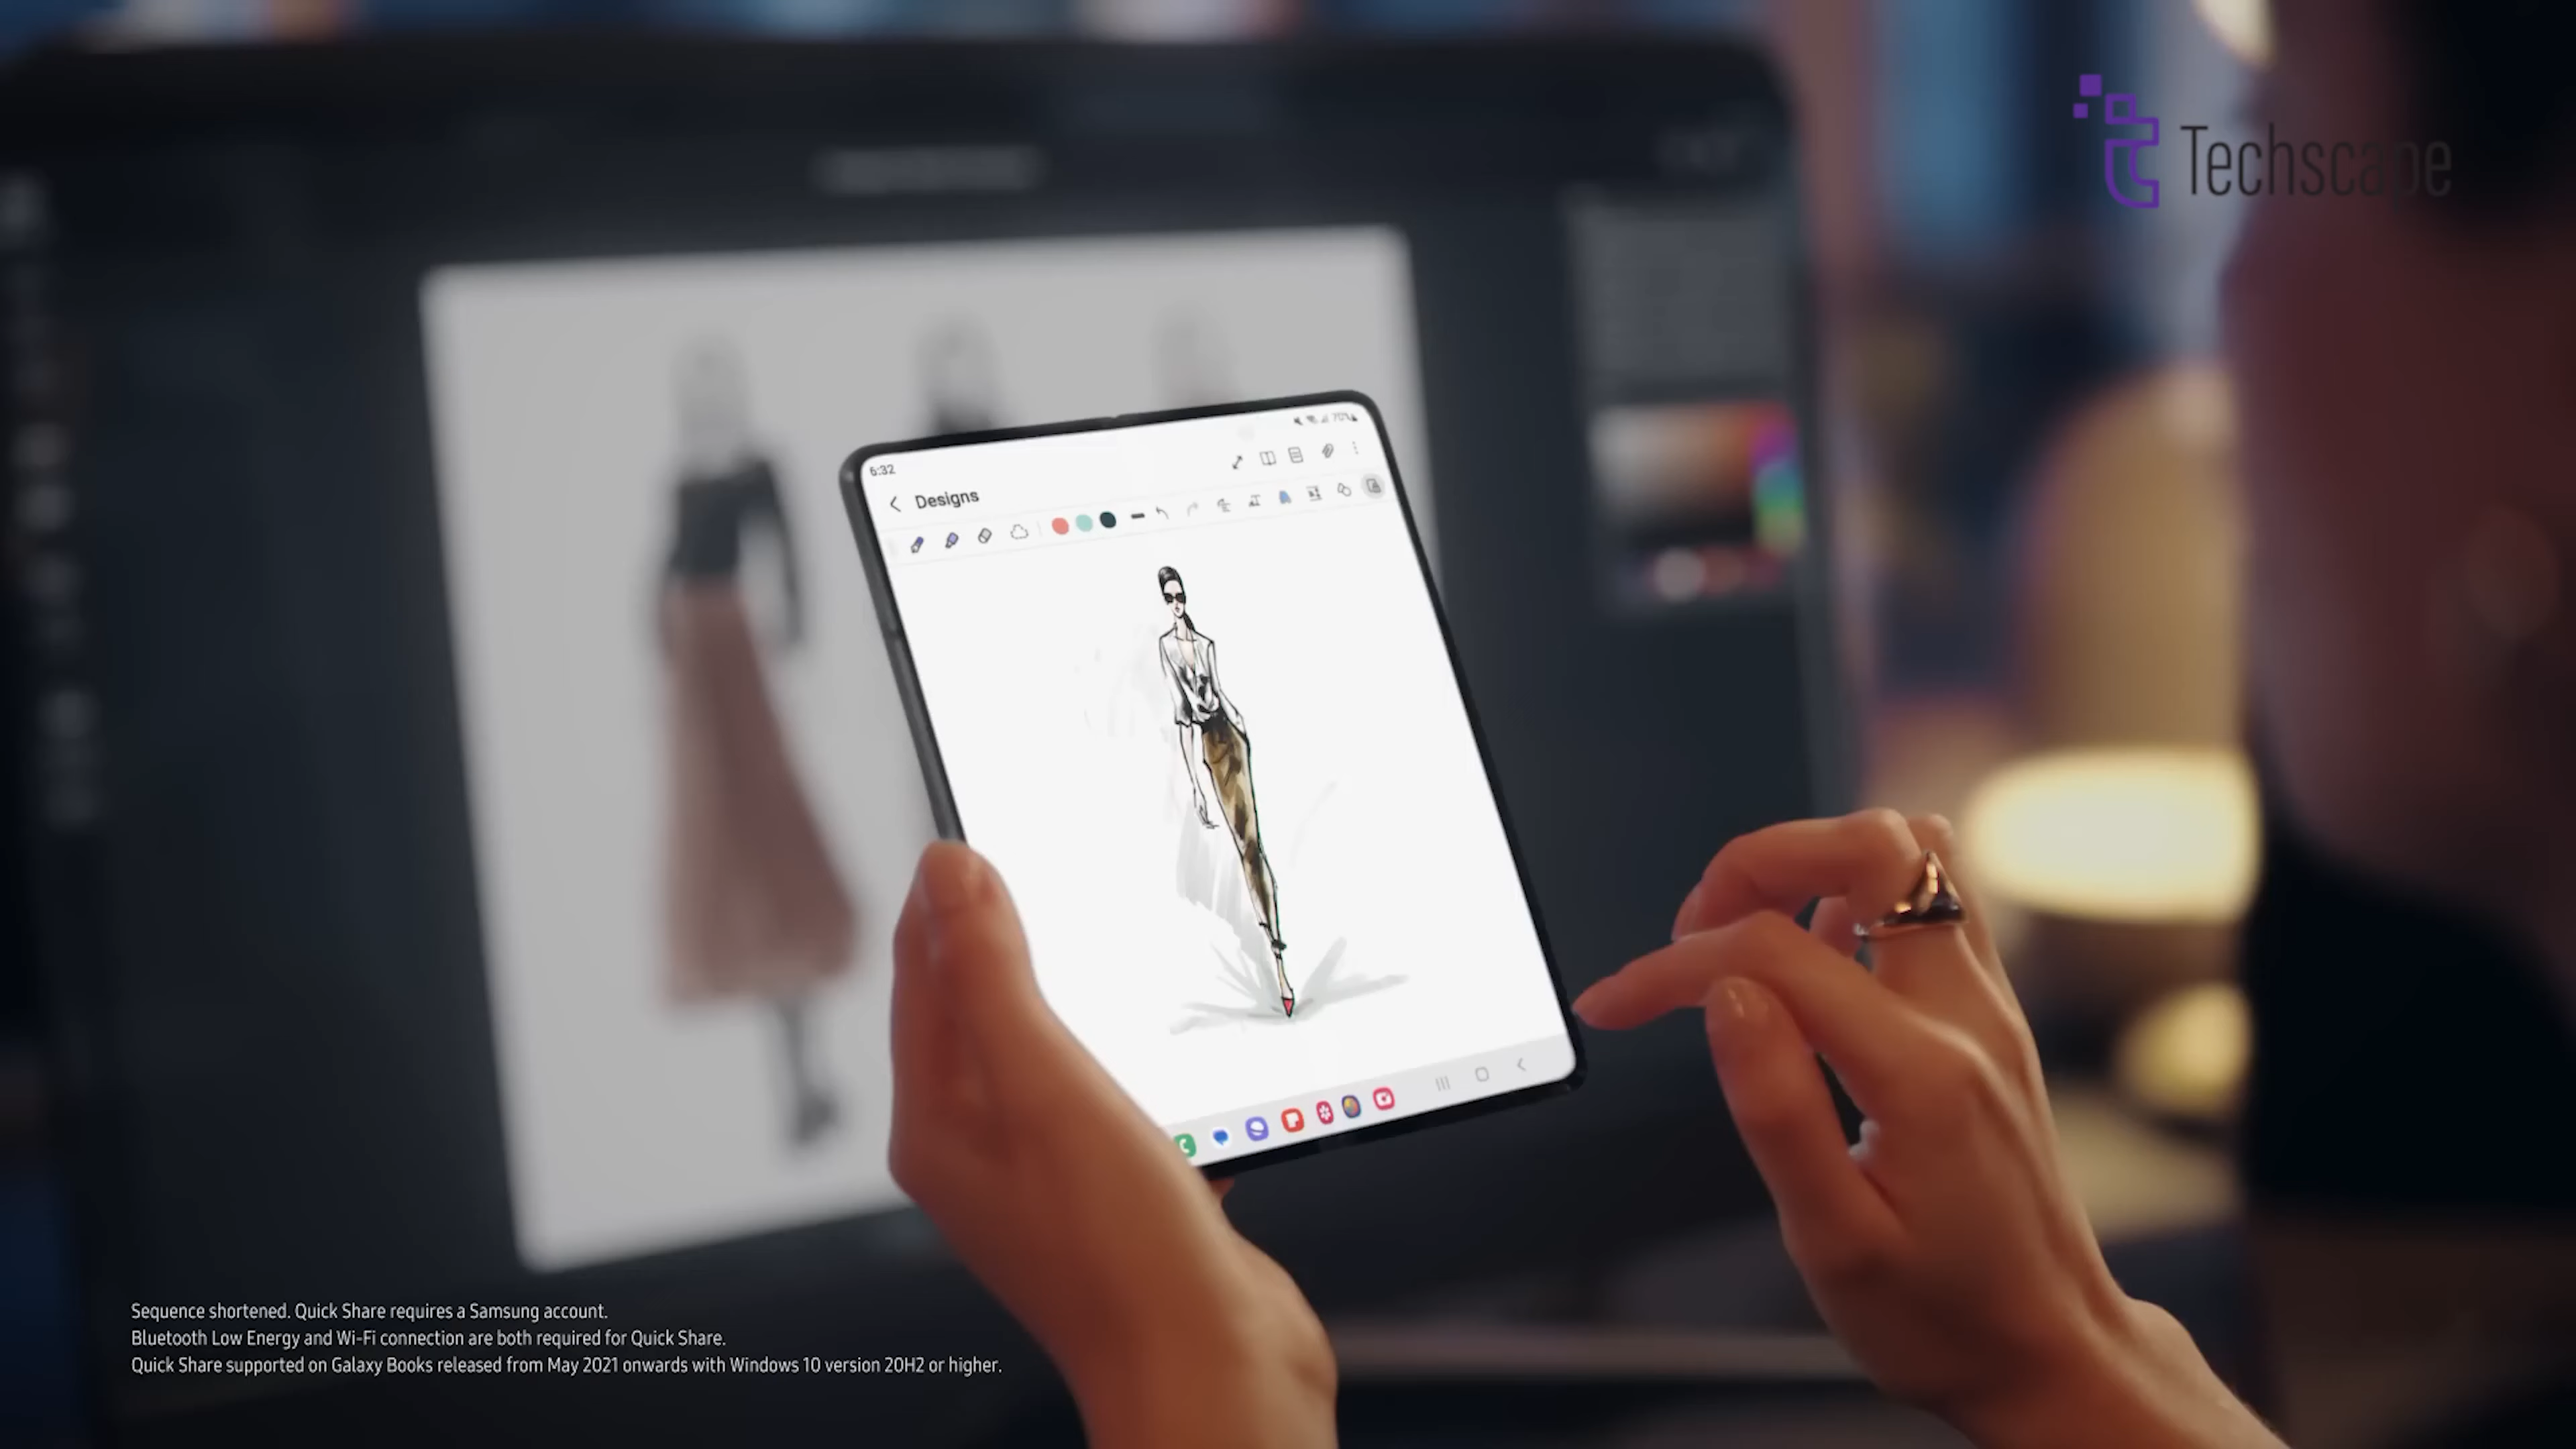 Techscape
6:32
70%
Designs
Sequence shortened. Quick Share requires a Samsung account.
Bluetooth Low Energy and Wi-Fi connection are both required for Quick Share.
Quick Share supported on Galaxy Books released from May 2021 onwards with Windows 10 version 20H2 or higher.